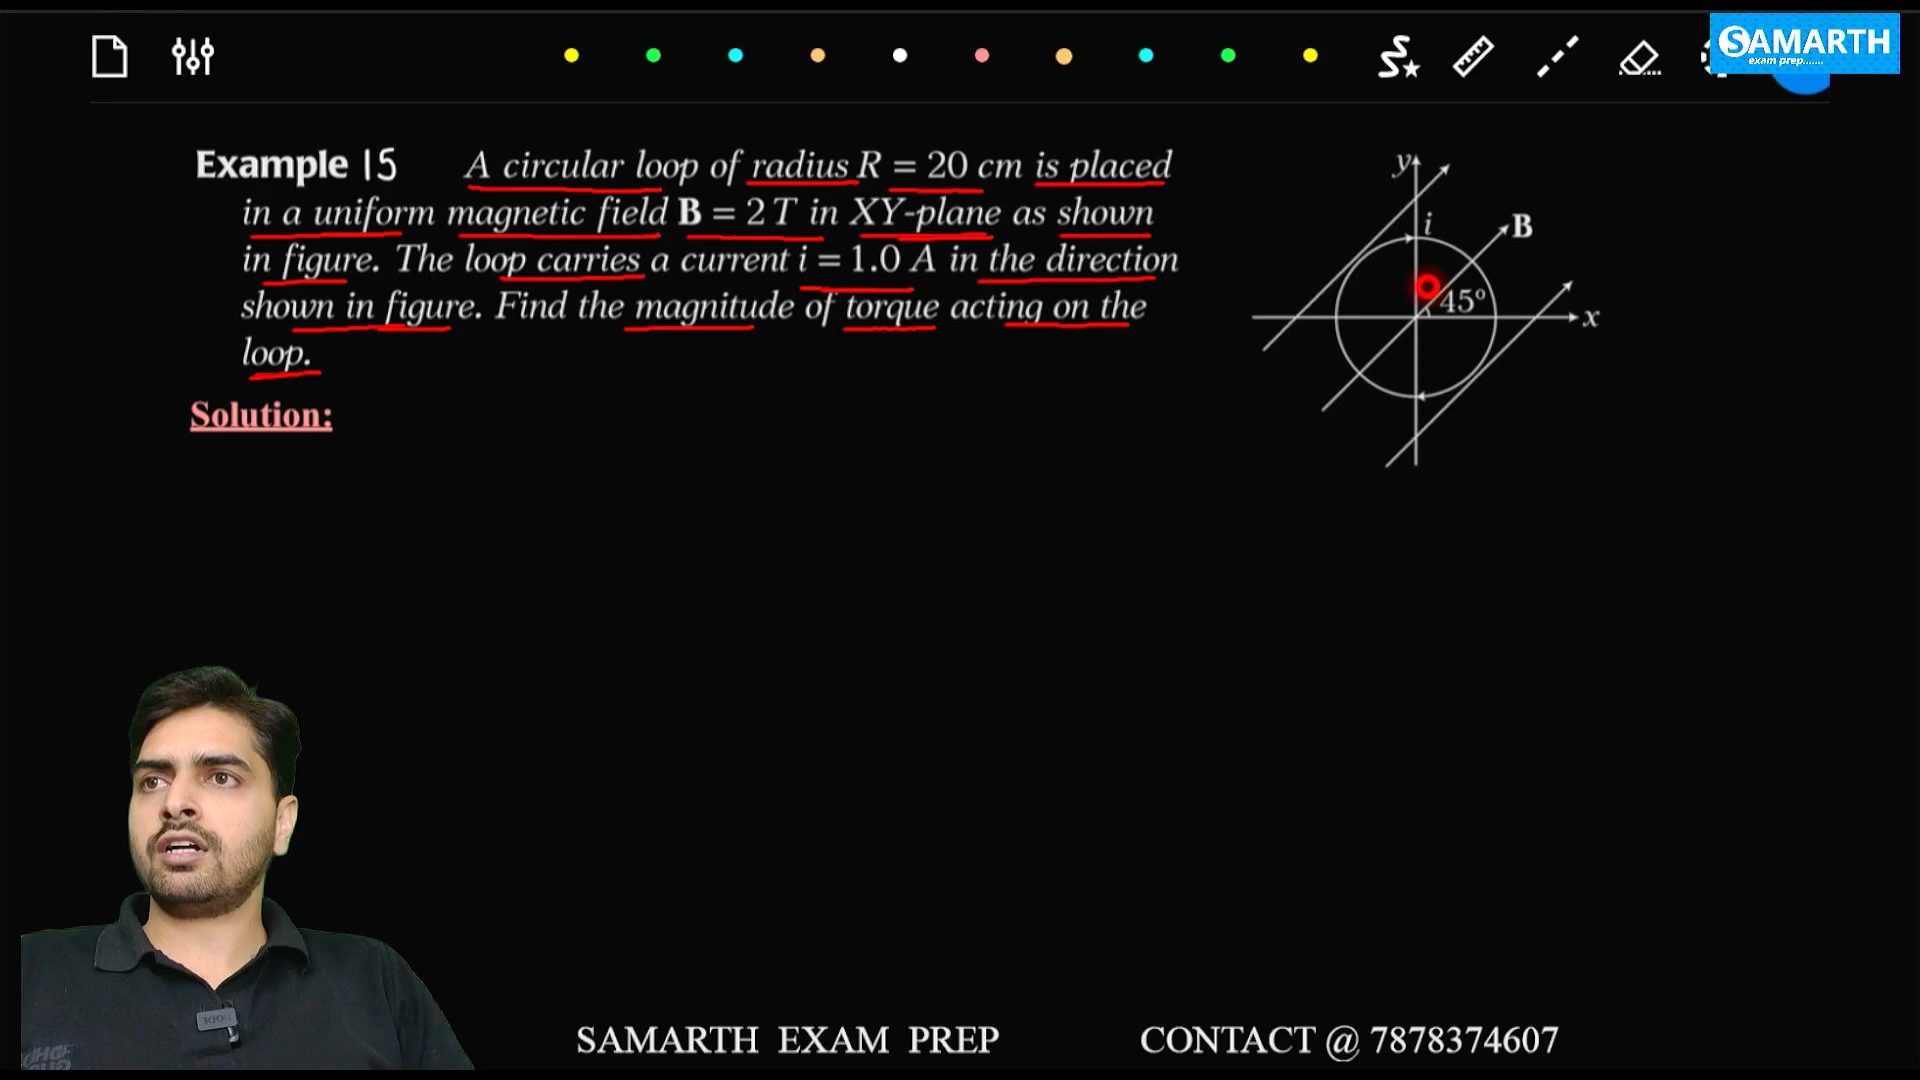 SAMARTH
exam prep.......
Example 15 A circular loop of radius R = 20 cm is placed
in a uniform magnetic field B = 2 T in XY-plane as shown
in figure. The loop carries a current i = 1.0 A in the direction
shown in figure. Find the magnitude of torque acting on the
loop.
y
i
B
45°
x
Solution:
SAMARTH EXAM PREP CONTACT @ 7878374607